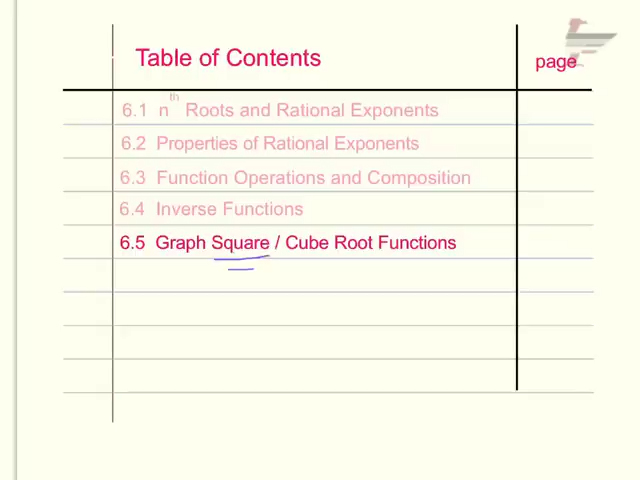 Table of Contents
page
6.1 nth Roots and Rational Exponents
6.2 Properties of Rational Exponents
6.3 Function Operations and Composition
6.4 Inverse Functions
6.5 Graph Square / Cube Root Functions